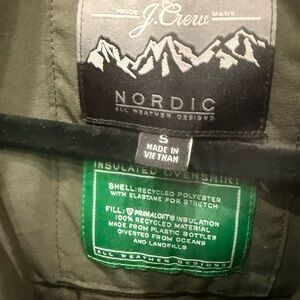 MADE J.Crew MARK
NORDIC
ALL WEATHER DESIGNS
S
MADE IN
VIETNAM
INSULATED OVERSHIRT
SHELL:RECYCLED POLYESTER
WITH ELASTANE FOR STRETCH
FILL: PRIMALOFT® INSULATION
100% RECYCLED MATERIAL
MADE FROM PLASTIC BOTTLES
DIVERTED FROM OCEANS
AND LANDFILLS
ALL WEATHER DESIGNS